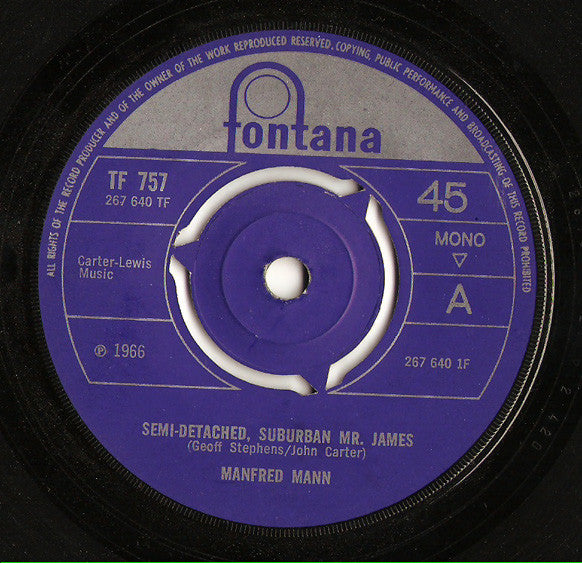 ALL RIGHTS OF THE RECORD PRODUCER AND OF THE OWNER OF THE WORK REPRODUCED RESERVED. COPYING, PUBLIC PERFORMANCE AND BROADCASTING OF THIS RECORD PROHIBITED
fontana
TF 757
267 640 TF
45
MONO
Carter-Lewis
Music
A
℗ 1966
267 640 1F
SEMI-DETACHED, SUBURBAN MR. JAMES
(Geoff Stephens/John Carter)
MANFRED MANN